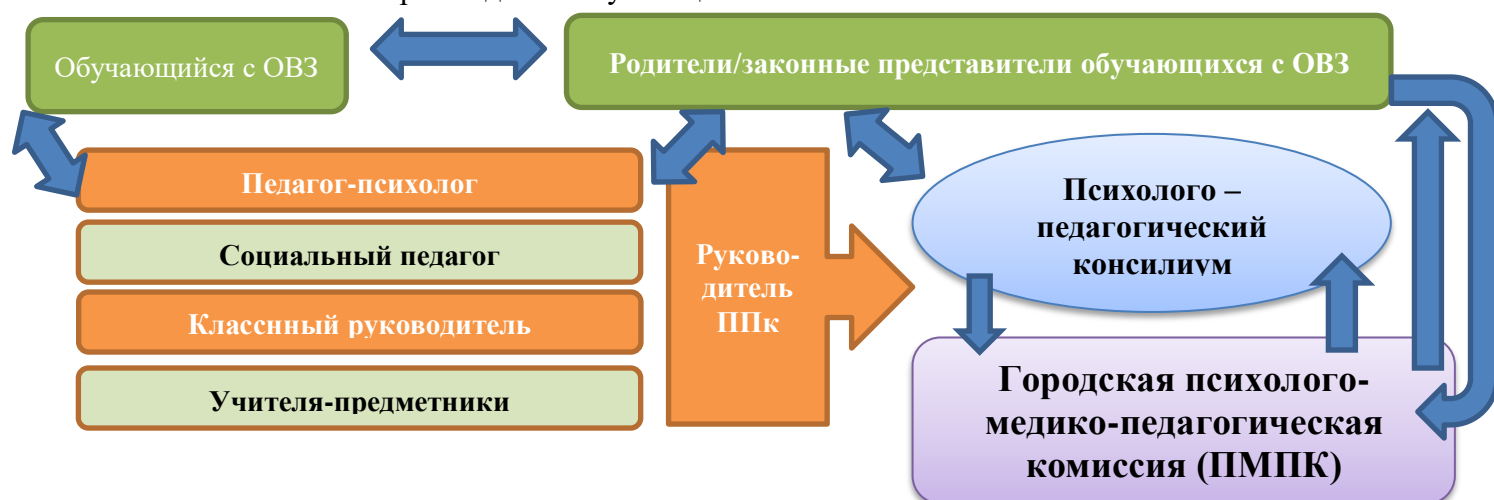 Обучающийся с ОВЗ
Родители/законные представители обучающихся с ОВЗ
Педагог-психолог
Социальный педагог
Класснный руководитель
Учителя-предметники
Руково-
дитель
ППк
Психолого –
педагогический
консилиум
Городская психолого-
медико-педагогическая
комиссия (ПМПК)